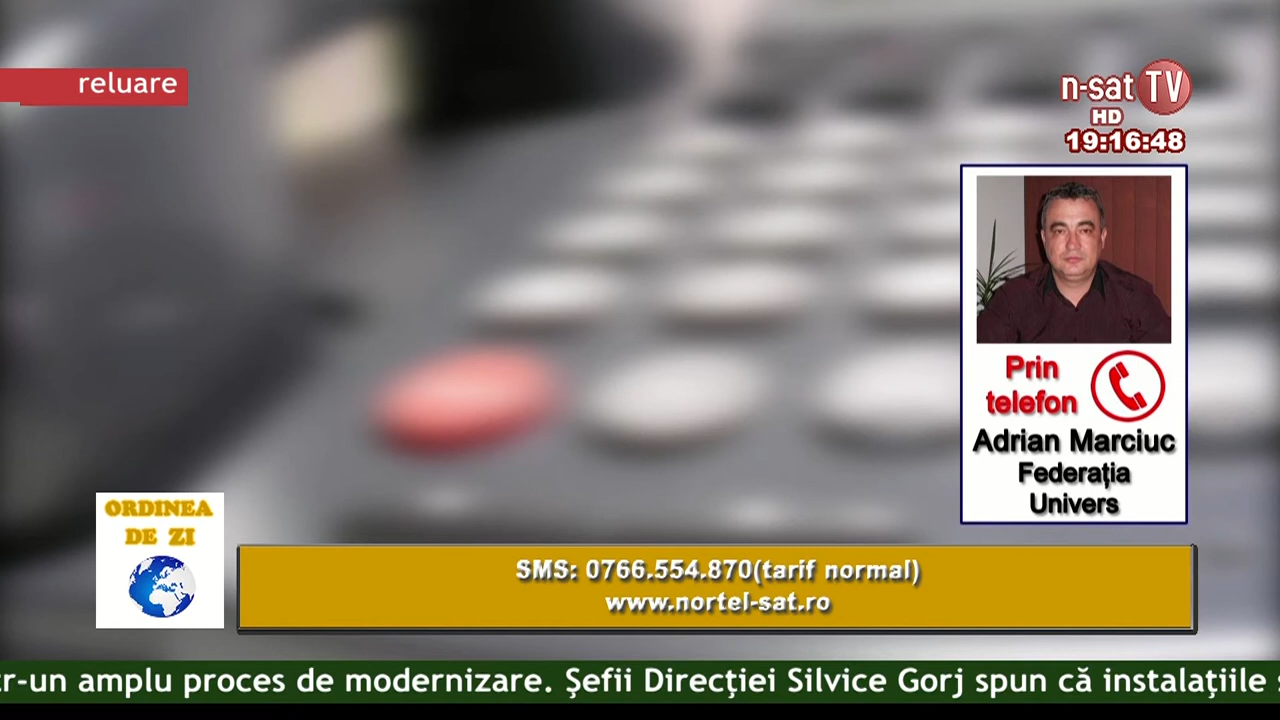 reluare
n-sat TV
HD
19:16:48
Prin
telefon
Adrian Marciuc
Federația
Univers
ORDINEA
DE ZI
SMS: 0766.554.870(tarif normal)
www.nortel-sat.ro
r-un amplu proces de modernizare. Şefii Direcţiei Silvice Gorj spun că instalaţiile